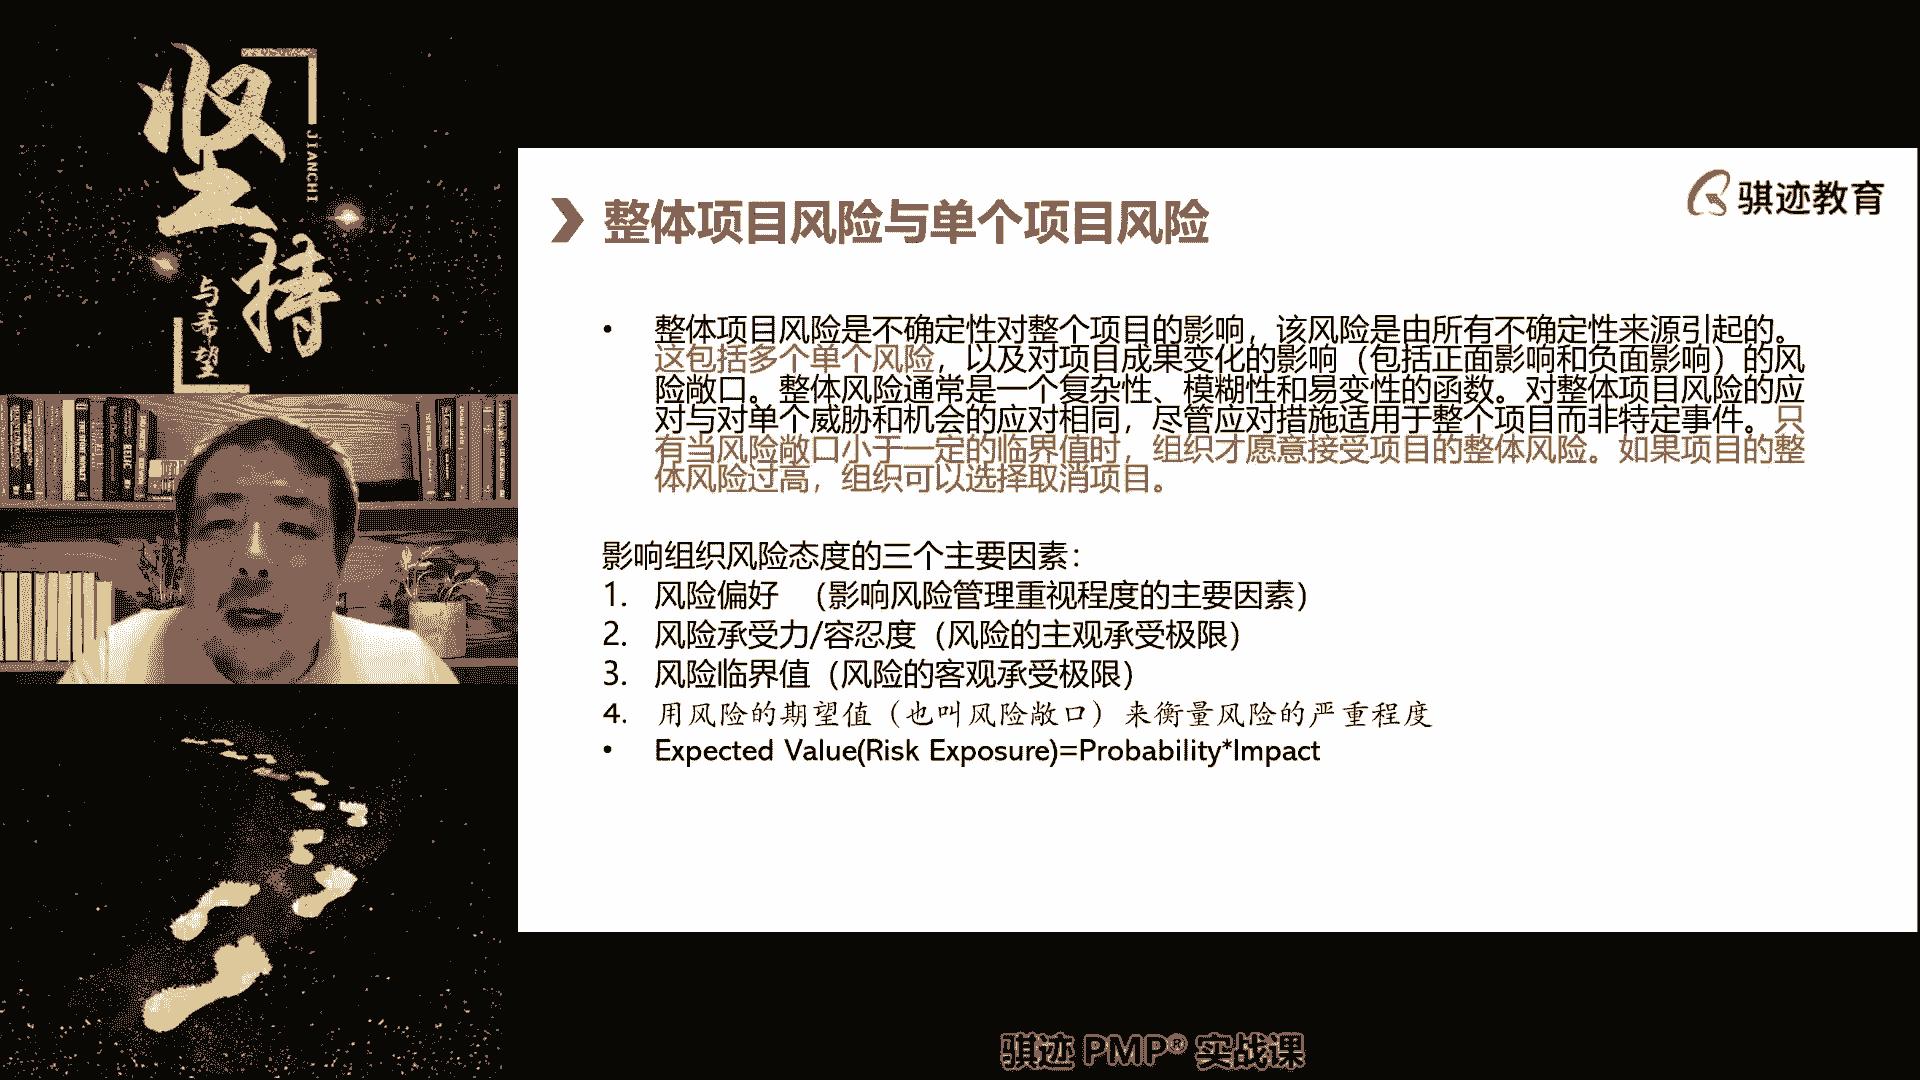 坚持
JIANCHI
与希望
骐迹教育
整体项目风险与单个项目风险
• 整体项目风险是不确定性对整个项目的影响，该风险是由所有不确定性来源引起的。
这包括多个单个风险，以及对项目成果变化的影响（包括正面影响和负面影响）的风
险敞口。整体风险通常是一个复杂性、模糊性和易变性的函数。对整体项目风险的应
对与对单个威胁和机会的应对相同，尽管应对措施适用于整个项目而非特定事件。只
有当风险敞口小于一定的临界值时，组织才愿意接受项目的整体风险。如果项目的整
体风险过高，组织可以选择取消项目。
影响组织风险态度的三个主要因素：
1. 风险偏好 （影响风险管理重视程度的主要因素）
2. 风险承受力/容忍度（风险的主观承受极限）
3. 风险临界值（风险的客观承受极限）
4. 用风险的期望值（也叫风险敞口）来衡量风险的严重程度
• Expected Value(Risk Exposure)=Probability*Impact
骐迹 PMP® 实战课